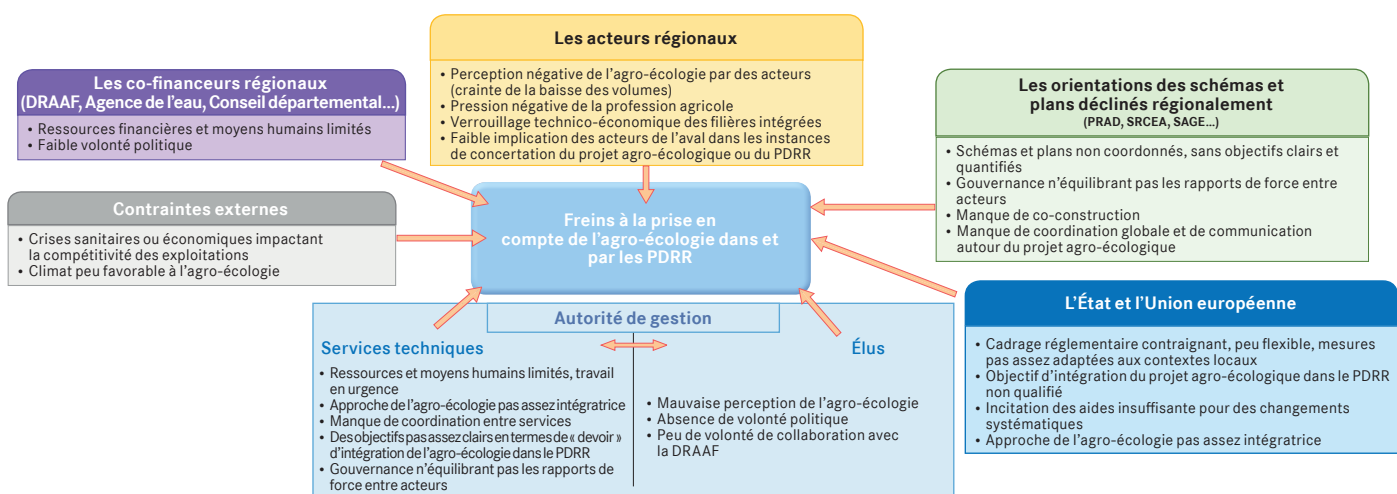 Les co-financeurs régionaux
(DRAAF, Agence de l'eau, Conseil départemental...)
• Ressources financières et moyens humains limités
• Faible volonté politique
Les acteurs régionaux
• Perception négative de l'agro-écologie par des acteurs
(crainte de la baisse des volumes)
• Pression négative de la profession agricole
• Verrouillage technico-économique des filières intégrées
• Faible implication des acteurs de l'aval dans les instances
de concertation du projet agro-écologique ou du PDRR
Les orientations des schémas et
plans déclinés régionalement
(PRAD, SRCEA, SAGE...)
• Schémas et plans non coordonnés, sans objectifs clairs et
quantifiés
• Gouvernance n'équilibrant pas les rapports de force entre
acteurs
• Manque de co-construction
• Manque de coordination globale et de communication
autour du projet agro-écologique
Contraintes externes
• Crises sanitaires ou économiques impactant
la compétitivité des exploitations
• Climat peu favorable à l'agro-écologie
Freins à la prise en
compte de l'agro-écologie dans et
par les PDRR
L'État et l'Union européenne
• Cadrage réglementaire contraignant, peu flexible, mesures
pas assez adaptées aux contextes locaux
• Objectif d'intégration du projet agro-écologique dans le PDRR
non qualifié
• Incitation des aides insuffisante pour des changements
systématiques
• Approche de l'agro-écologie pas assez intégratrice
Autorité de gestion
Services techniques
• Ressources et moyens humains limités, travail
en urgence
• Approche de l'agro-écologie pas assez intégratrice
• Manque de coordination entre services
• Des objectifs pas assez clairs en termes de « devoir »
d'intégration de l'agro-écologie dans le PDRR
• Gouvernance n'équilibrant pas les rapports de
force entre acteurs
Élus
• Mauvaise perception de l'agro-écologie
• Absence de volonté politique
• Peu de volonté de collaboration avec
la DRAAF